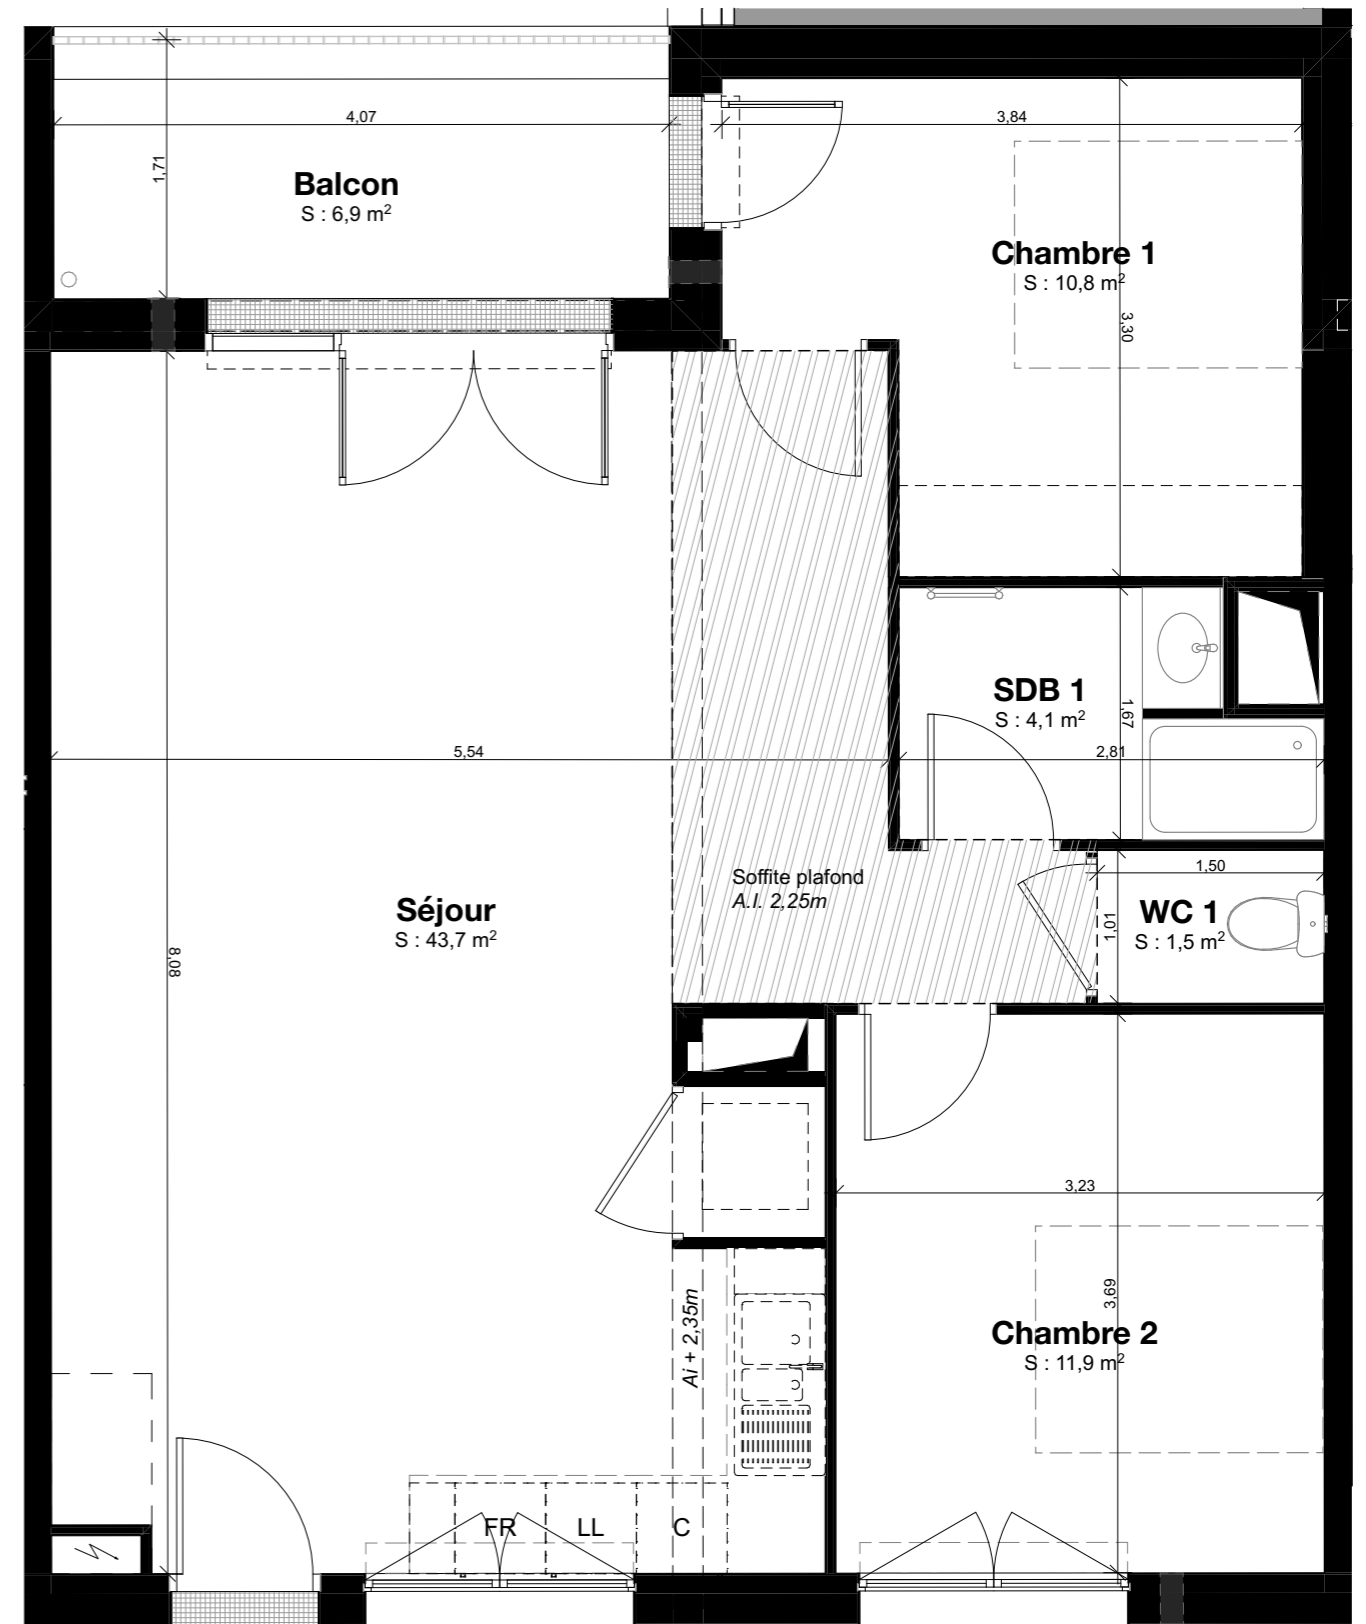 4,07
3,84
1,71
Balcon
S : 6,9 m²
Chambre 1
S : 10,8 m²
3,30
SDB 1
S : 4,1 m²
1,67
5,54
2,81
Soffite plafond
A.I. 2,25m
1,50
Séjour
S : 43,7 m²
8,08
1,01
WC 1
S : 1,5 m²
3,23
3,69
Ai + 2,35m
Chambre 2
S : 11,9 m²
FR
LL
C